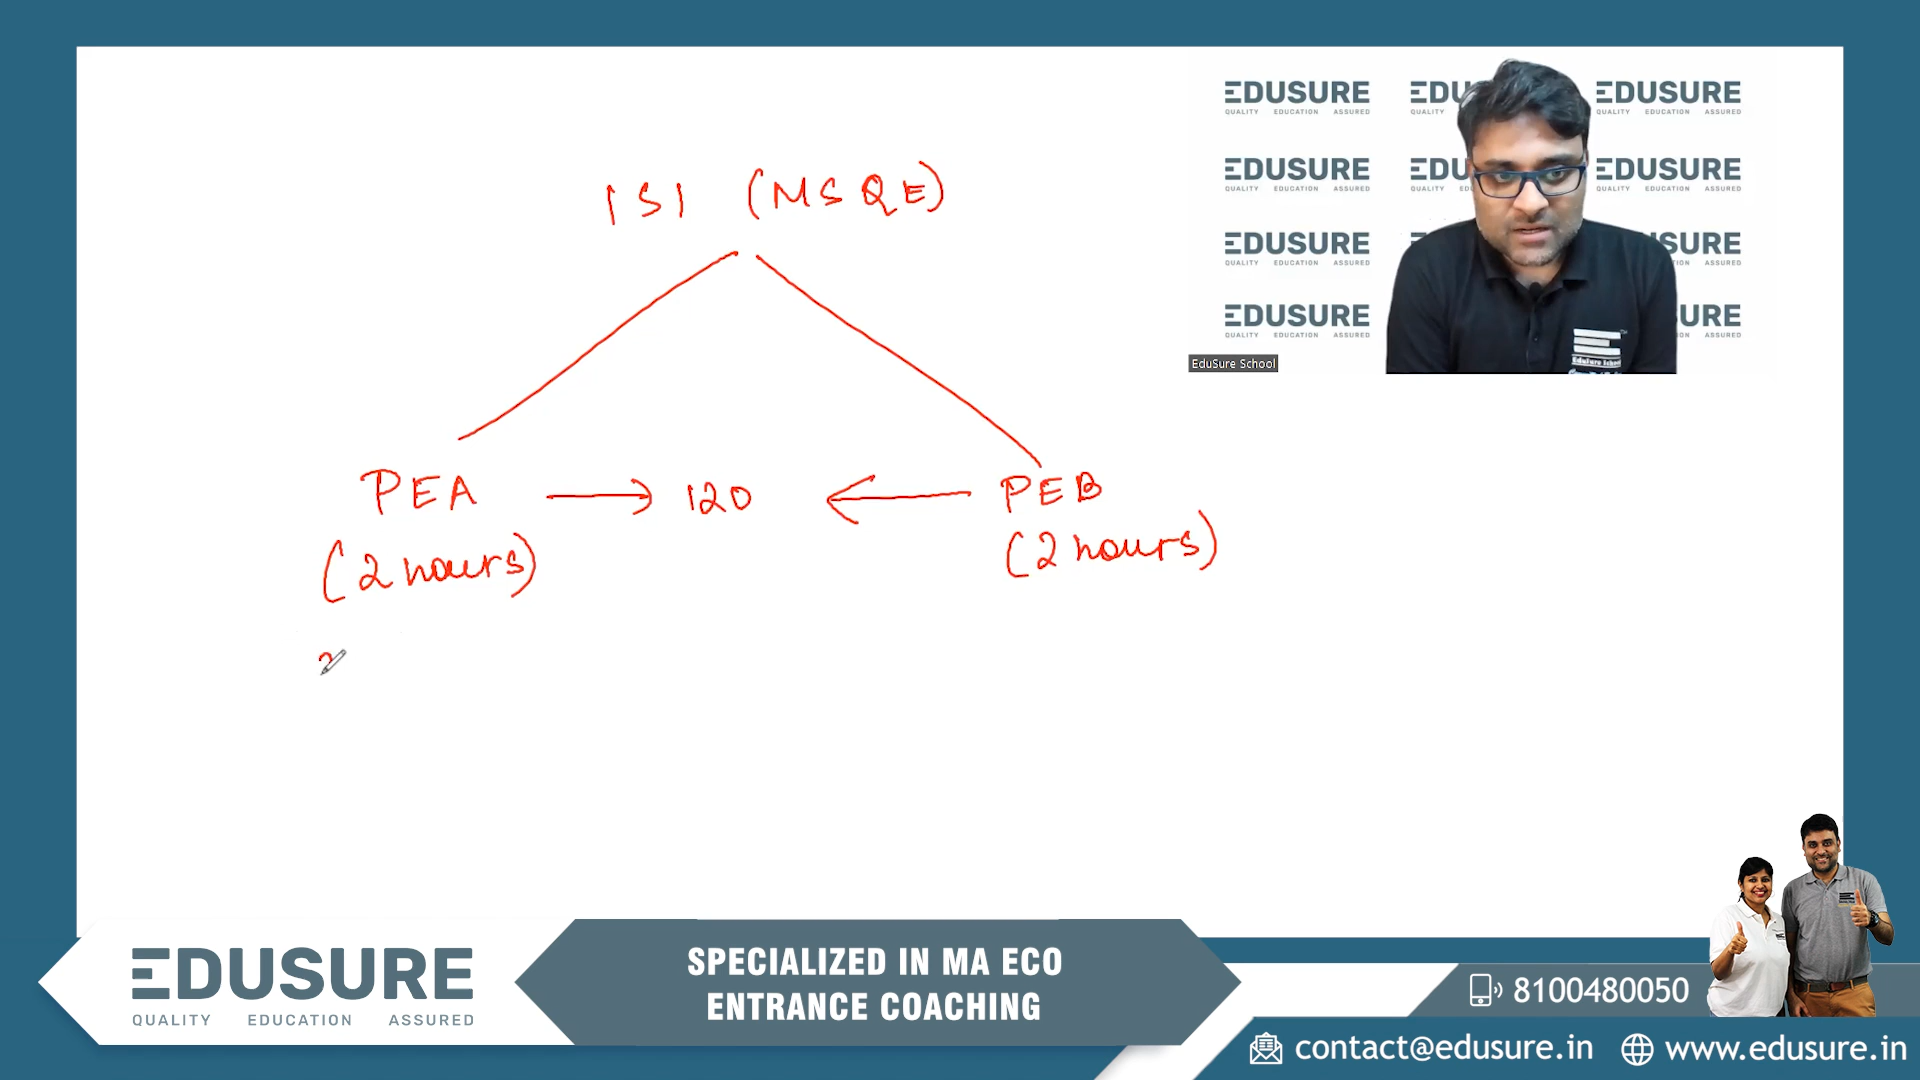 ISI (MSQE)
PEA → 120 ← PEB
(2 hours)
(2 hours)
EDUSURE
QUALITY EDUCATION ASSURED
EDUSURE
QUALITY EDUCATION ASSURED
EDUSURE
QUALITY EDUCATION ASSURED
EDUSURE
QUALITY EDUCATION ASSURED
EDUSURE
QUALITY EDUCATION ASSURED
EDUSURE
QUALITY EDUCATION ASSURED
EduSure School
EduSure School
EDUSURE
QUALITY EDUCATION ASSURED
SPECIALIZED IN MA ECO
ENTRANCE COACHING
8100480050
contact@edusure.in www.edusure.in